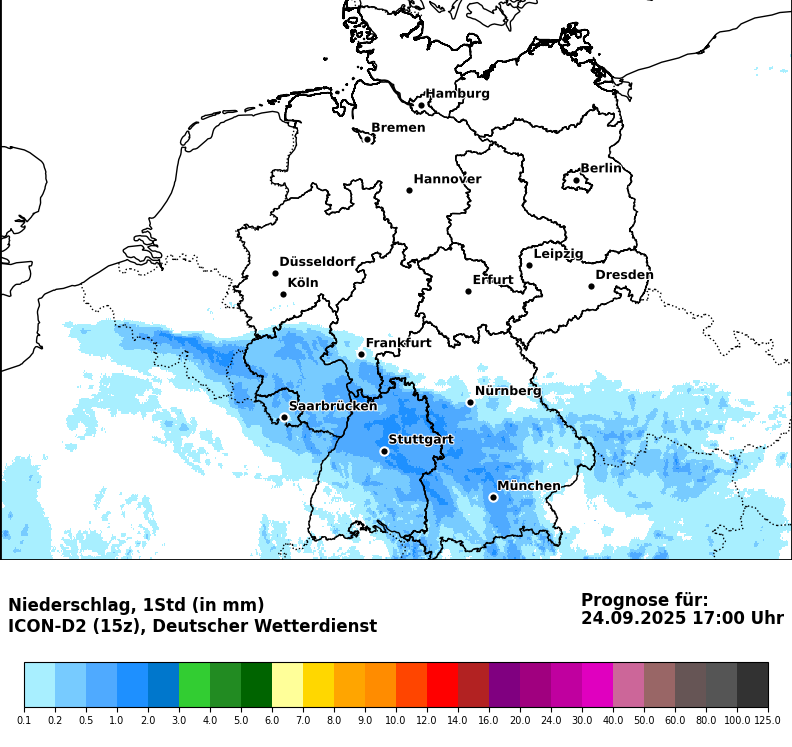 Hamburg
Bremen
Berlin
Hannover
Leipzig
Düsseldorf
Dresden
Köln
Erfurt
Frankfurt
Nürnberg
Saarbrücken
Stuttgart
München
Niederschlag, 1Std (in mm)
ICON-D2 (15z), Deutscher Wetterdienst
Prognose für:
24.09.2025 17:00 Uhr
0.1 0.2 0.5 1.0 2.0 3.0 4.0 5.0 6.0 7.0 8.0 9.0 10.0 12.0 14.0 16.0 20.0 24.0 30.0 40.0 50.0 60.0 80.0 100.0 125.0